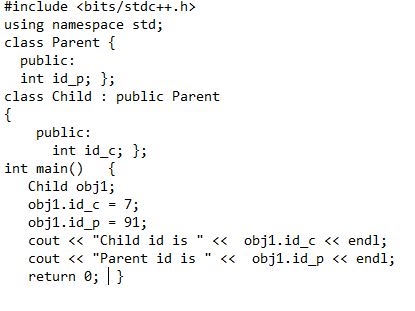 #include <bits/stdc++.h>
using namespace std;
class Parent {
  public:
  int id_p; };
class Child : public Parent
{
    public:
      int id_c; };
int main()   {
   Child obj1;
   obj1.id_c = 7;
   obj1.id_p = 91;
   cout << "Child id is " <<  obj1.id_c << endl;
   cout << "Parent id is " <<  obj1.id_p << endl;
   return 0; }